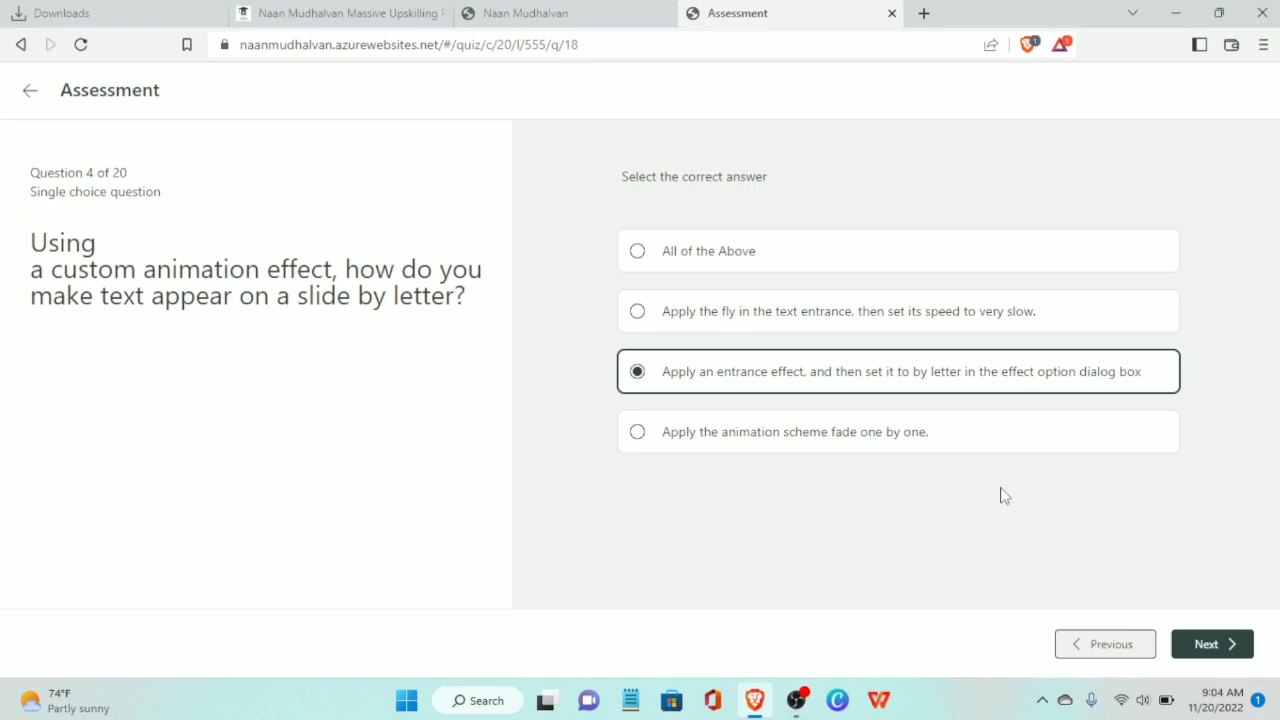 Downloads
Naan Mudhalvan Massive Upskilling P
Naan Mudhalvan
Assessment
naanmudhalvan.azurewebsites.net/#/quiz/c/20/l/555/q/18
1
1
Assessment
Question 4 of 20
Single choice question
Using
a custom animation effect, how do you
make text appear on a slide by letter?
Select the correct answer
All of the Above
Apply the fly in the text entrance, then set its speed to very slow.
Apply an entrance effect, and then set it to by letter in the effect option dialog box
Apply the animation scheme fade one by one.
Previous
Next
74°F
Partly sunny
Search
9:04 AM
11/20/2022
1